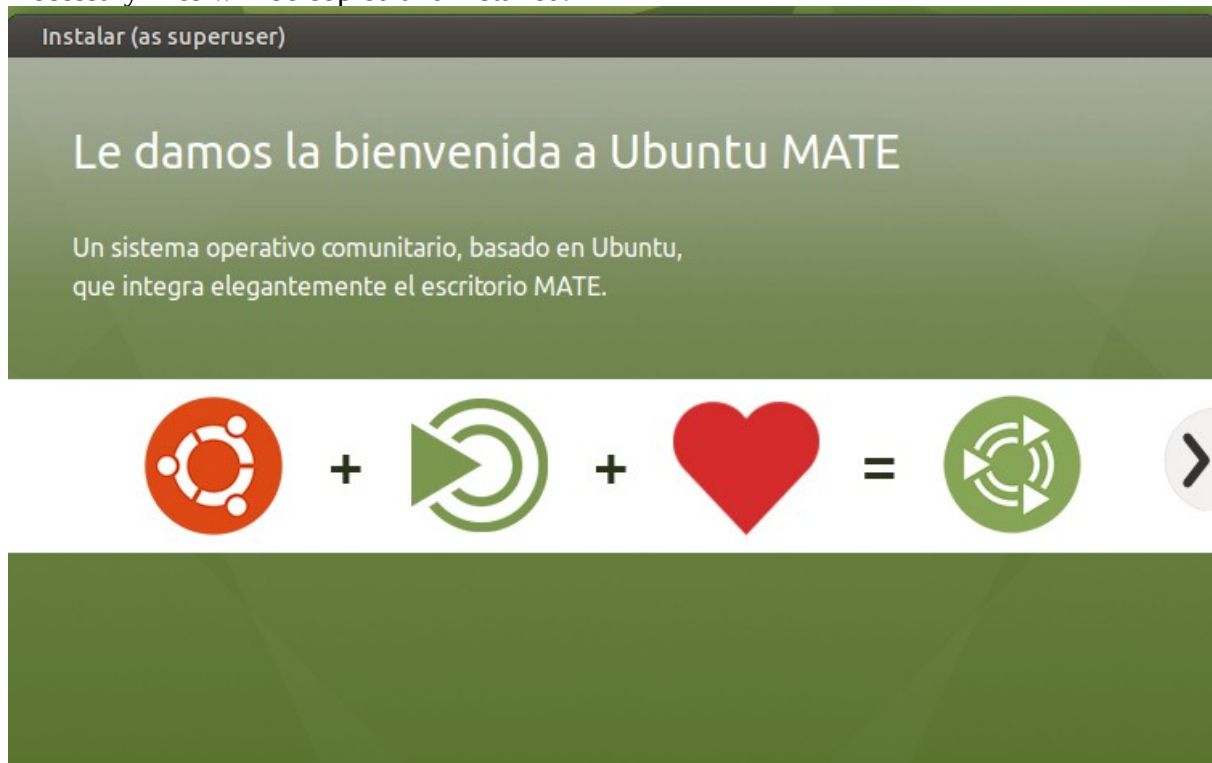 Instalar (as superuser)
Le damos la bienvenida a Ubuntu MATE
Un sistema operativo comunitario, basado en Ubuntu,
que integra elegantemente el escritorio MATE.
+ + =